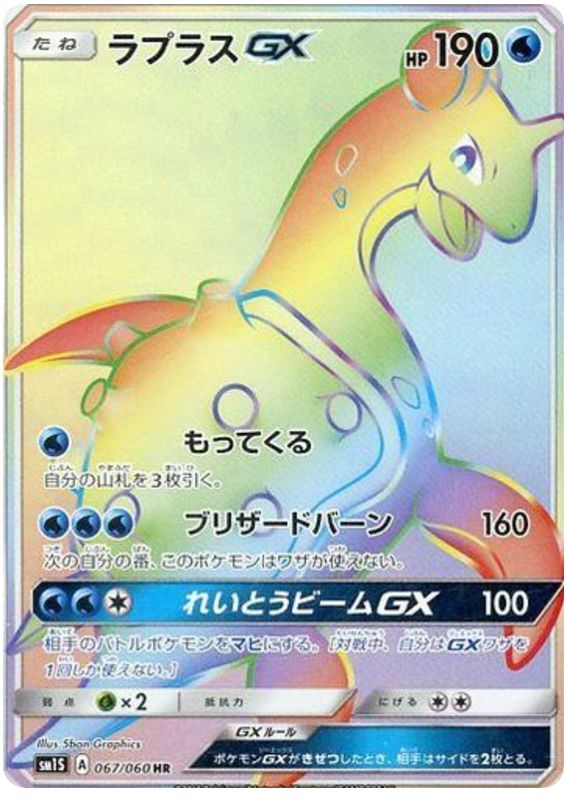 たね ラプラスGX HP 190
もってくる
自分の山札を3枚引く。
ブリザードバーン 160
次の自分の番、このポケモンはワザが使えない。
れいとうビームGX 100
相手のバトルポケモンをマヒにする。[対戦中、自分はGXワザを
1回しか使えない。]
弱点 ×2 抵抗力 にげる
GXルール
Illus. 5ban Graphics
ポケモンGXがきぜつしたとき、相手はサイドを2枚とる。
SM1S A 067/060 HR